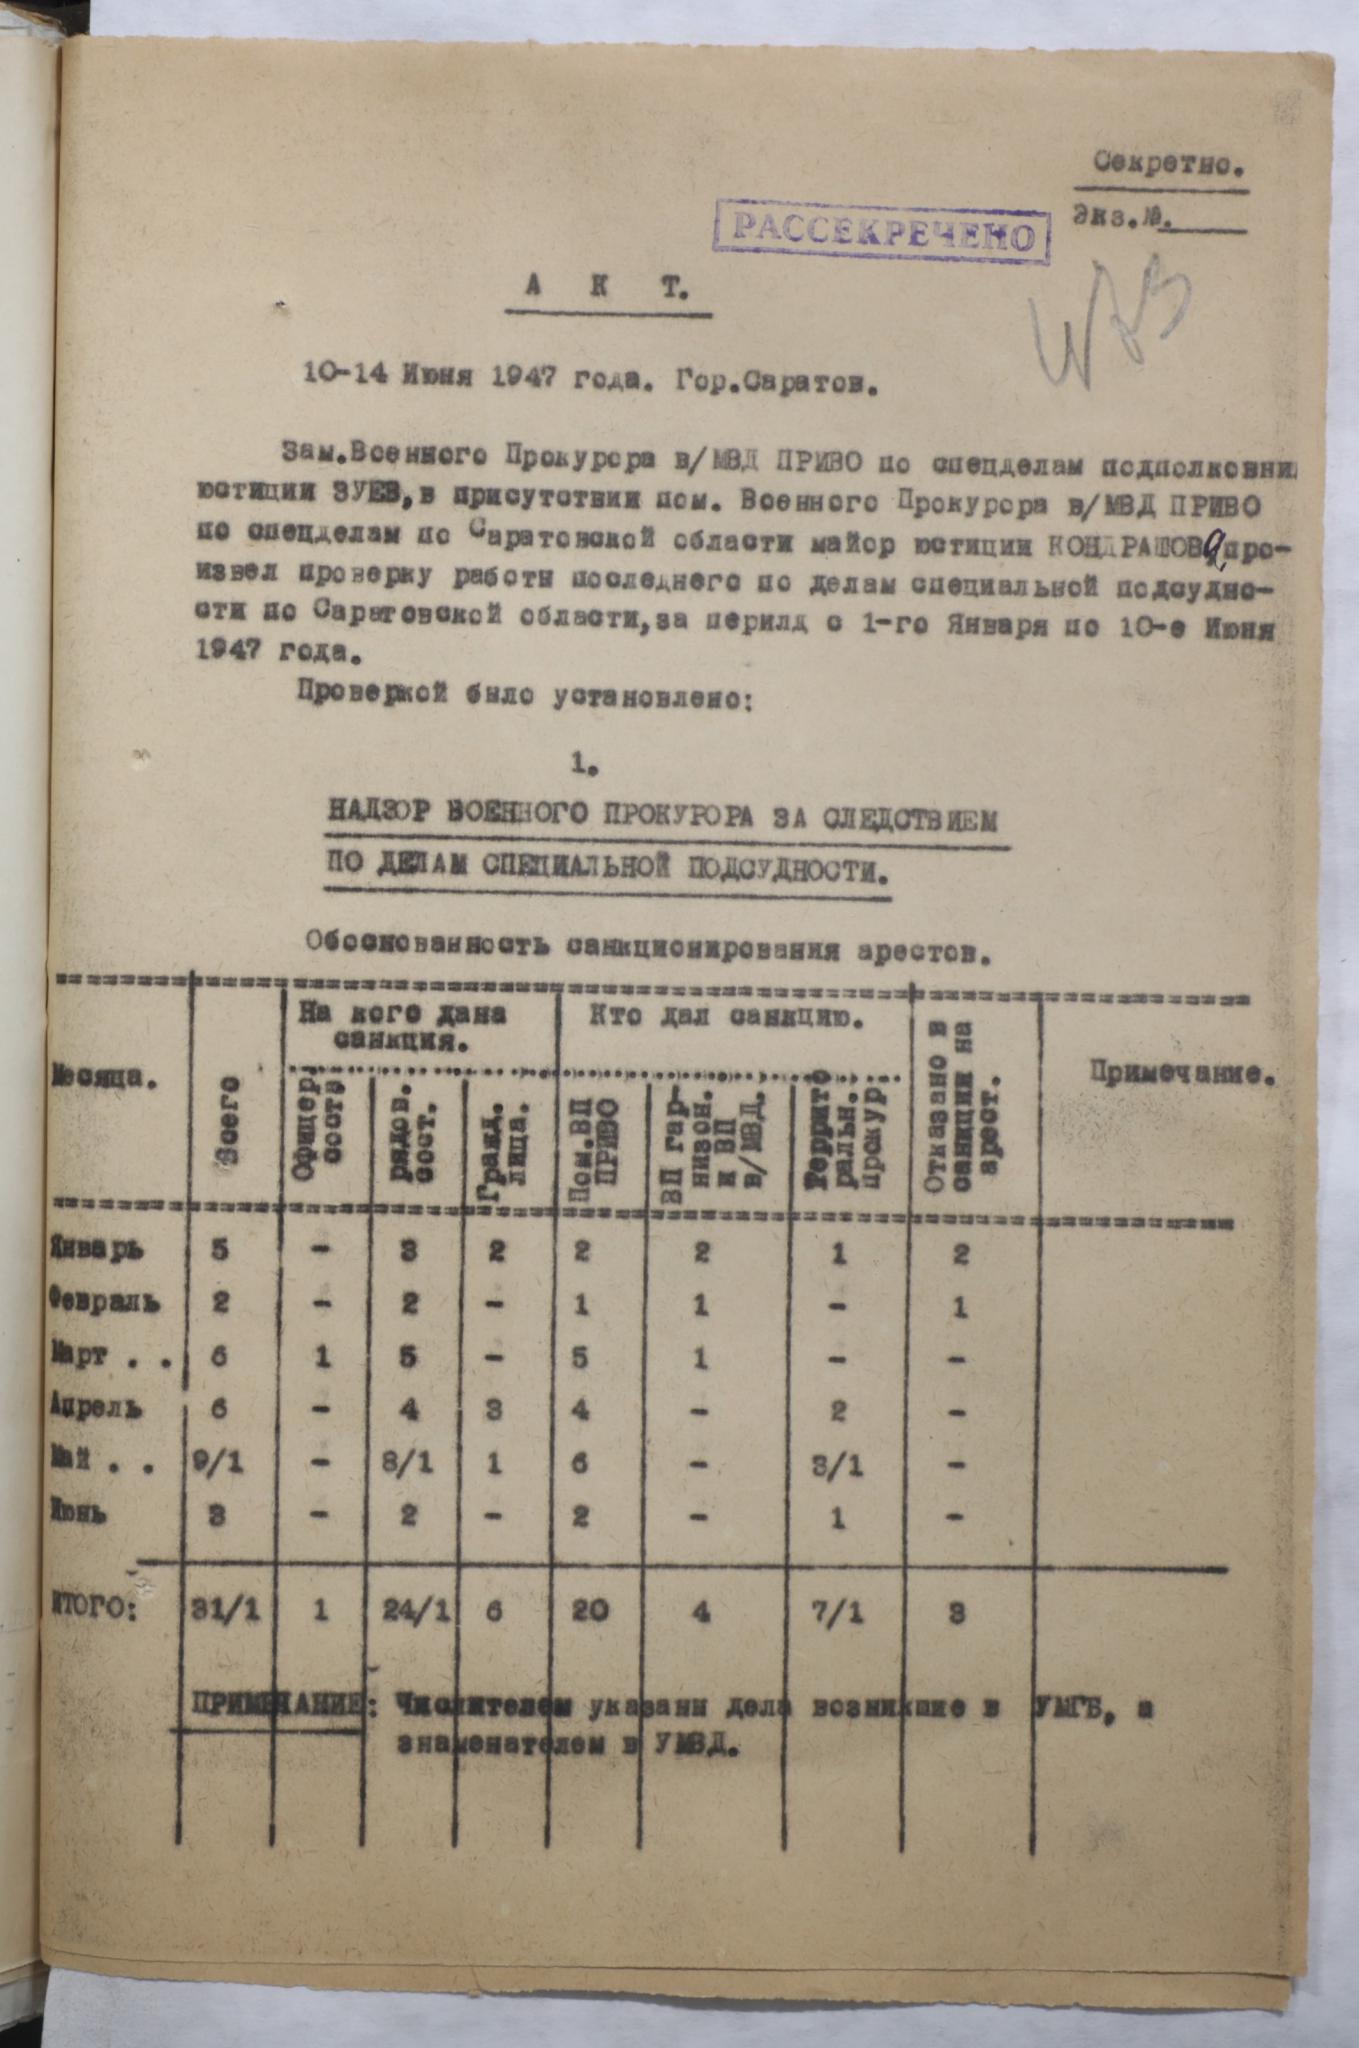 Секретно.
Экз.№.
РАССЕКРЕЧЕНО
А К Т.
10-14 Июня 1947 года. Гор.Саратов.
Зам.Военного Прокурора в/МВД ПРИВО по спецделам подполковни
юстиции ЗУЕВ,в присутствии пом. Военного Прокурора в/МВД ПРИВО
по спецделам по Саратовской области майор юстиции КОНДРАШОВа,про-
извел проверку работы последнего по делам специальной подсудно-
сти по Саратовской области,за перилд с 1-го Января по 10-е Июня
1947 года.
Проверкой было установлено:
1.
НАДЗОР ВОЕННОГО ПРОКУРОРА ЗА СЛЕДСТВИЕМ
ПО ДЕЛАМ СПЕЦИАЛЬНОЙ ПОДСУДНОСТИ.
Обоснованность санкционирования арестов.
Месяца.
Всего
На кого дана
санкция.
Офицер
соств
рядов.
сост.
Гражд.
лица.
Кто дал санкцию.
Пом.ВП
ПРИВО
ВП гар-
низон.
и ВП
в/МВД.
Террито
ральн.
прокур
Отказано в
санкции на
арест.
Примечание.
Январь 5 - 3 2 2 2 1 2
Февраль 2 - 2 - 1 1 - 1
Март . . 6 1 5 - 5 1 - -
Апрель 6 - 4 3 4 - 2 -
Май . . 9/1 - 8/1 1 6 - 3/1 -
Июнь 3 - 2 - 2 - 1 -
ИТОГО: 31/1 1 24/1 6 20 4 7/1 3
ПРИМЕЧАНИЕ: Числителем указаны дела возникшие в УМГБ, а
знаменателем в УМВД.